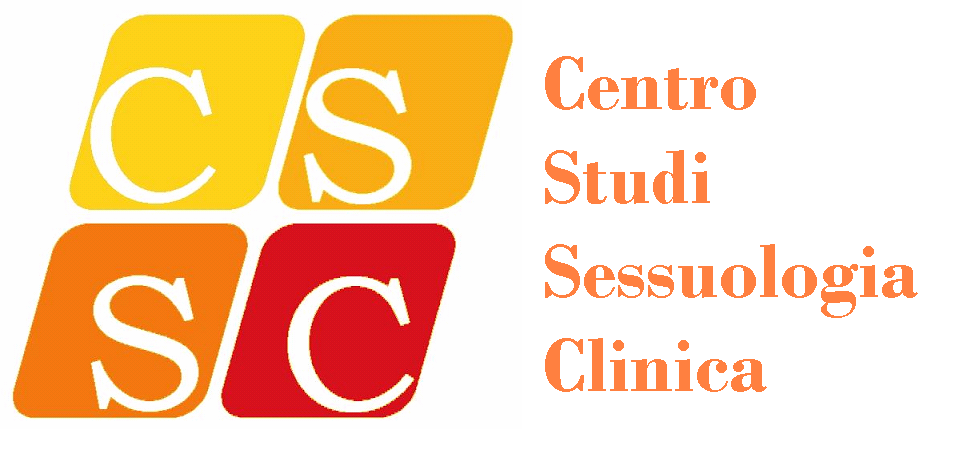 CS
SC
Centro
Studi
Sessuologia
Clinica